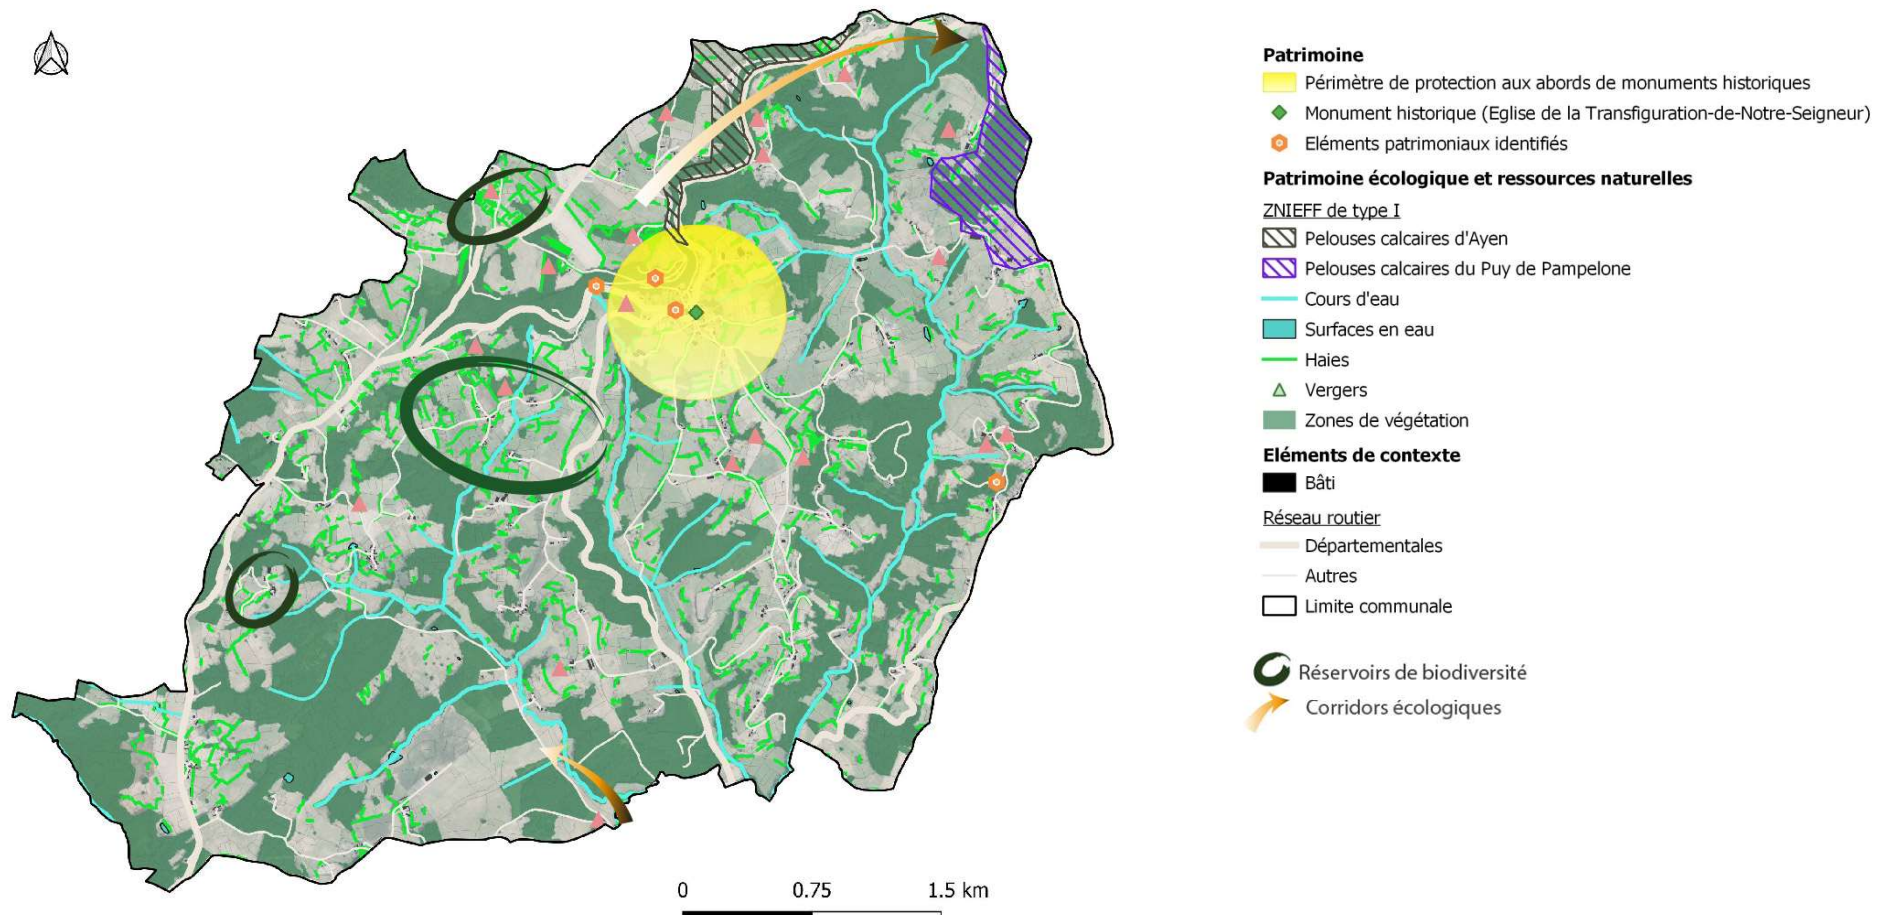 Patrimoine
Périmètre de protection aux abords de monuments historiques
Monument historique (Eglise de la Transfiguration-de-Notre-Seigneur)
Eléments patrimoniaux identifiés
Patrimoine écologique et ressources naturelles
ZNIEFF de type I
Pelouses calcaires d'Ayen
Pelouses calcaires du Puy de Pampelone
Cours d'eau
Surfaces en eau
Haies
Vergers
Zones de végétation
Eléments de contexte
Bâti
Réseau routier
Départementales
Autres
Limite communale
Réservoirs de biodiversité
Corridors écologiques
0 0.75 1.5 km